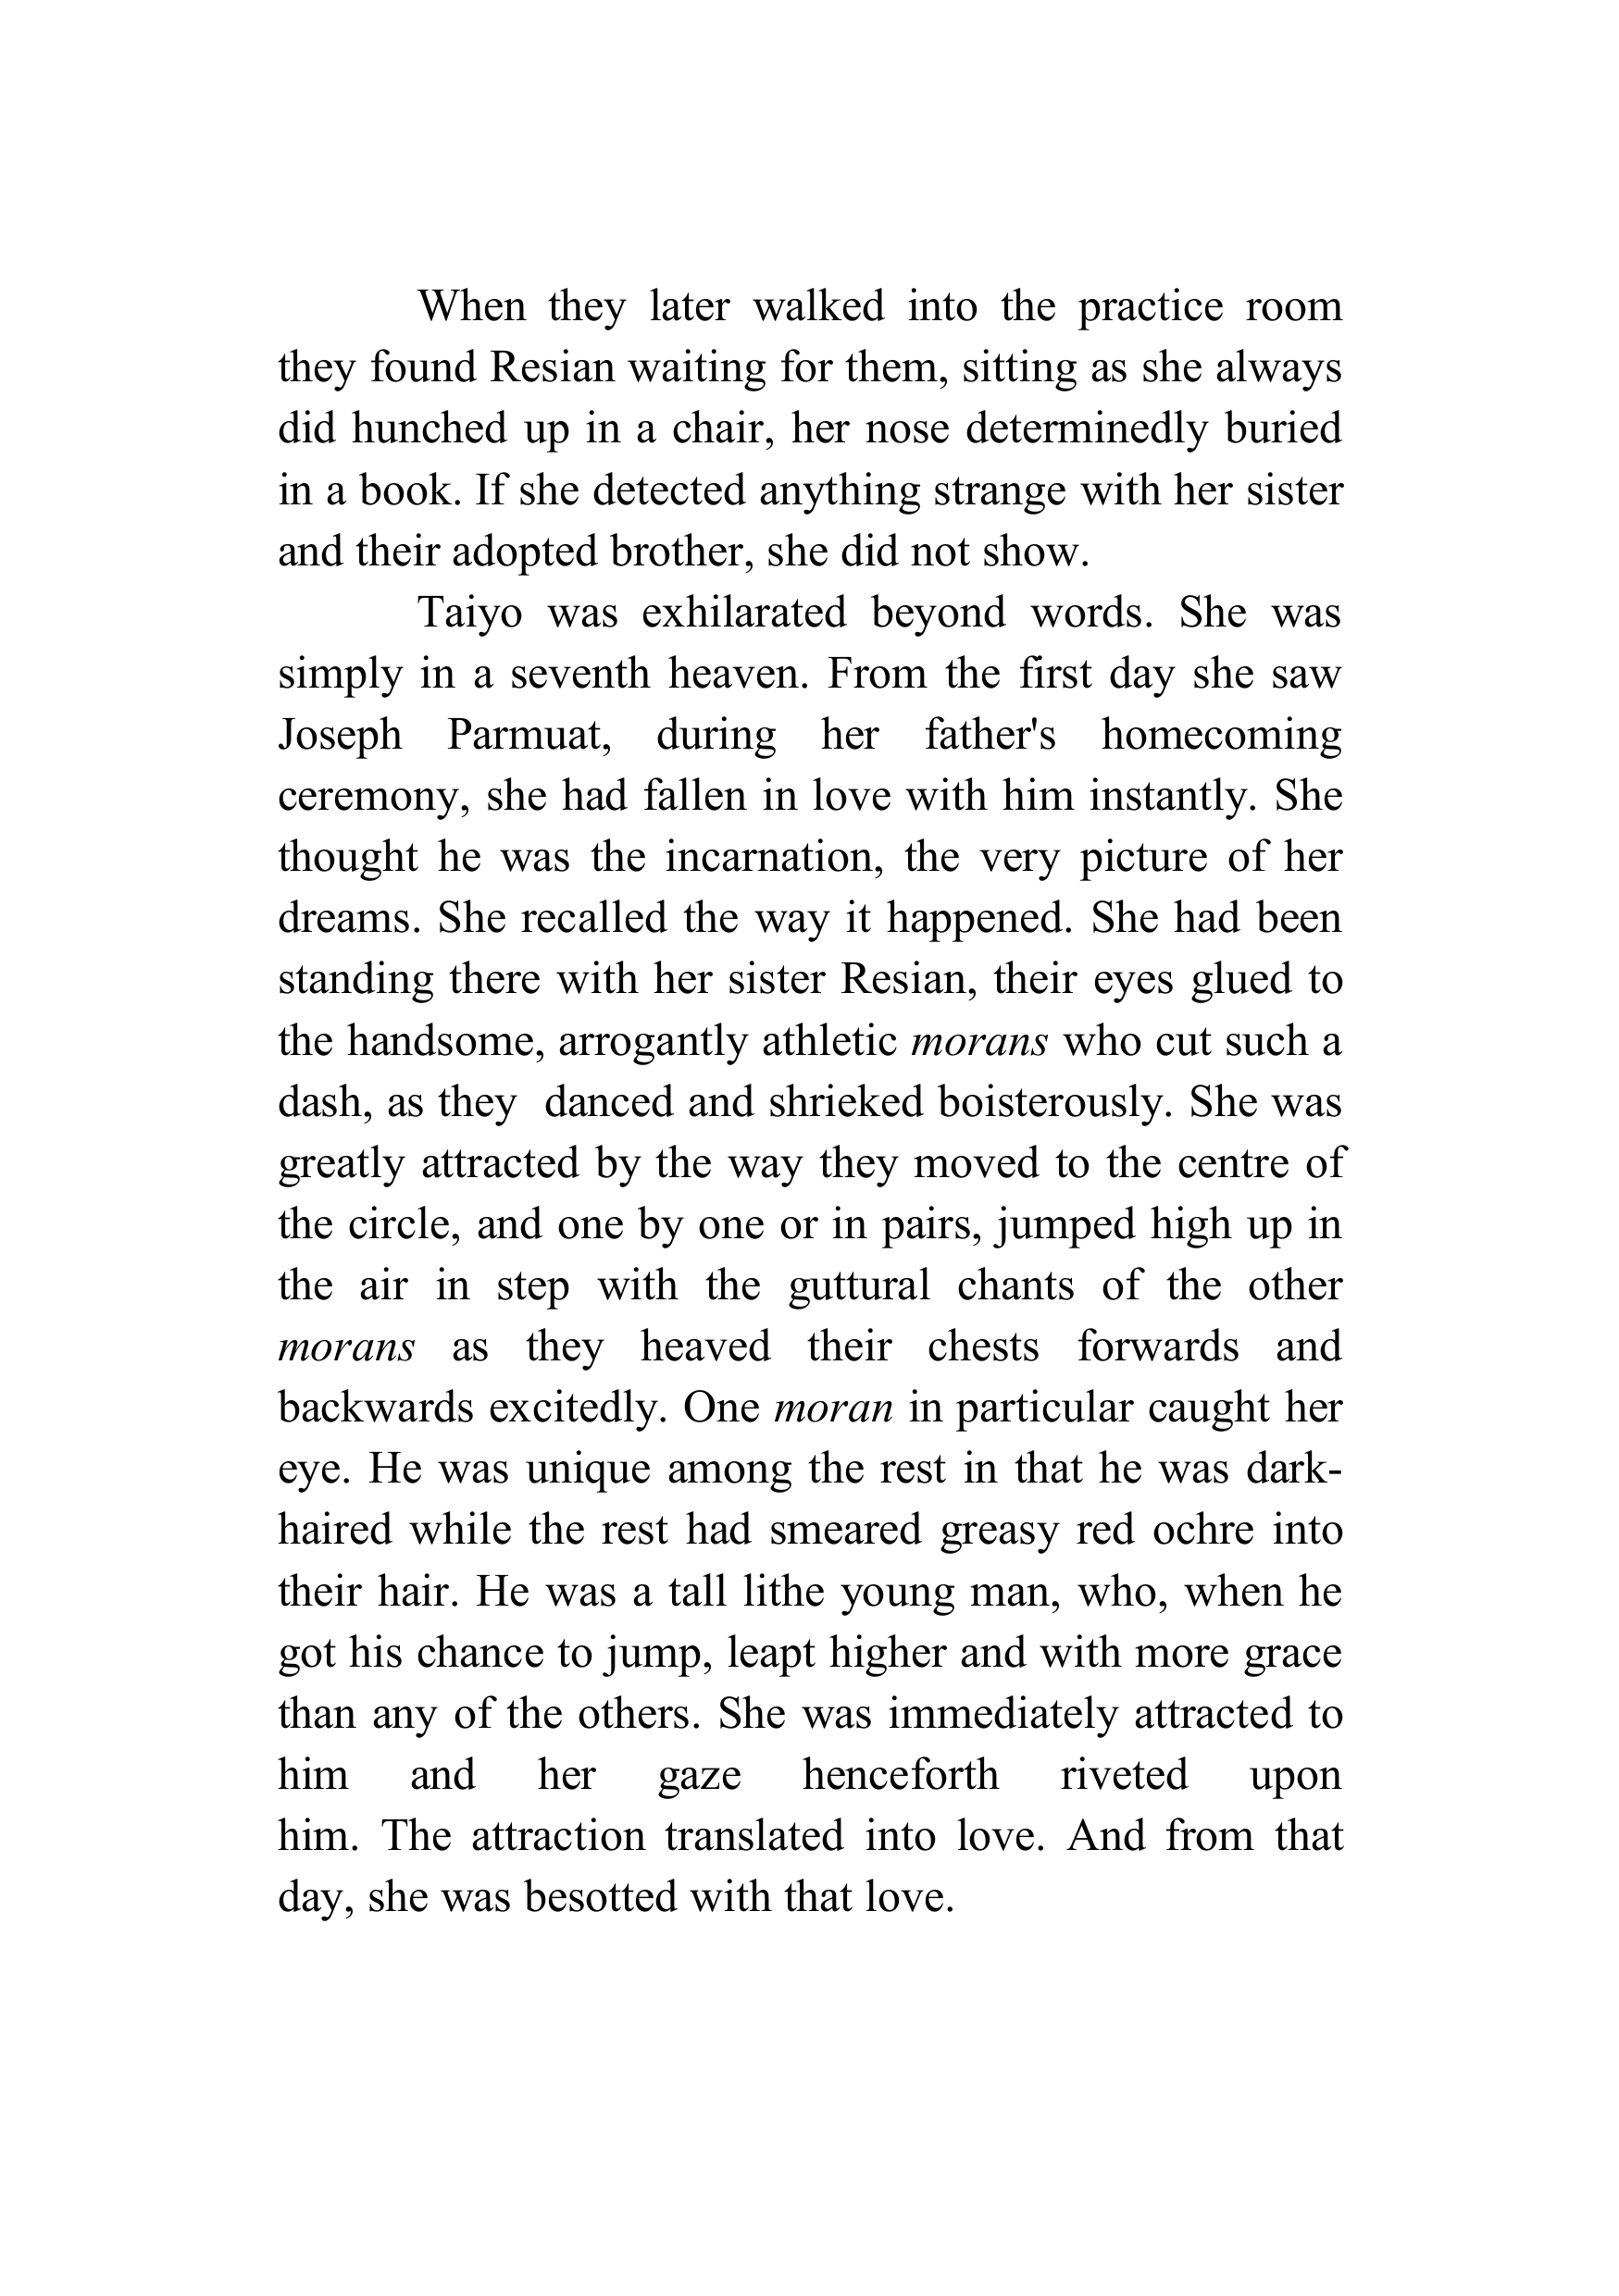 When they later walked into the practice room
they found Resian waiting for them, sitting as she always
did hunched up in a chair, her nose determinedly buried
in a book. If she detected anything strange with her sister
and their adopted brother, she did not show.
Taiyo was exhilarated beyond words. She was
simply in a seventh heaven. From the first day she saw
Joseph Parmuat, during her father's homecoming
ceremony, she had fallen in love with him instantly. She
thought he was the incarnation, the very picture of her
dreams. She recalled the way it happened. She had been
standing there with her sister Resian, their eyes glued to
the handsome, arrogantly athletic morans who cut such a
dash, as they  danced and shrieked boisterously. She was
greatly attracted by the way they moved to the centre of
the circle, and one by one or in pairs, jumped high up in
the air in step with the guttural chants of the other
morans as they heaved their chests forwards and
backwards excitedly. One moran in particular caught her
eye. He was unique among the rest in that he was dark-
haired while the rest had smeared greasy red ochre into
their hair. He was a tall lithe young man, who, when he
got his chance to jump, leapt higher and with more grace
than any of the others. She was immediately attracted to
him and her gaze henceforth riveted upon
him. The attraction translated into love. And from that
day, she was besotted with that love.